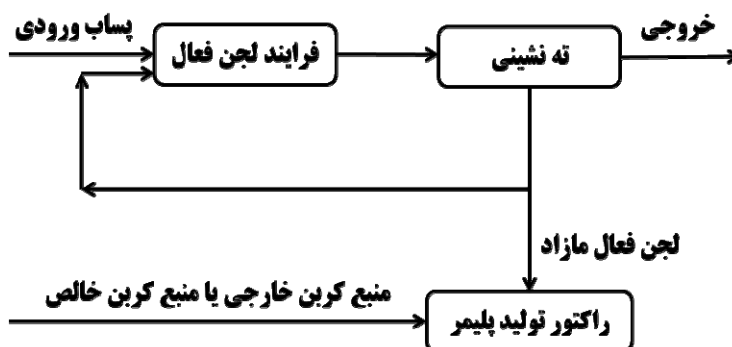 پساب ورودی
فرایند لجن فعال
ته نشینی
خروجی
لجن فعال مازاد
منبع کربن خارجی یا منبع کربن خالص
راکتور تولید پلیمر